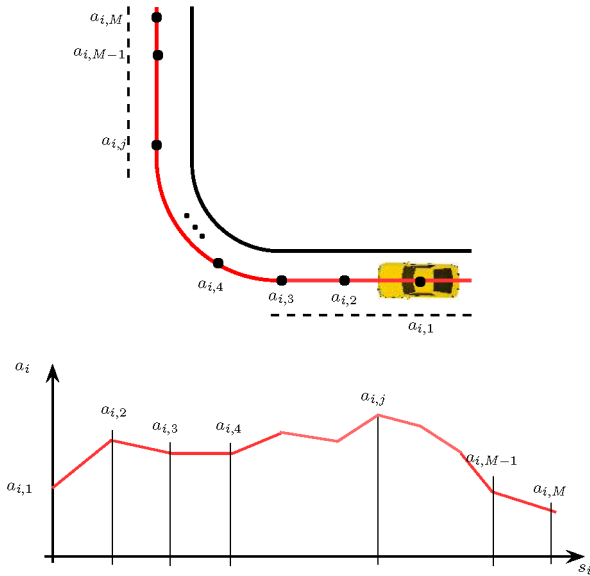 a_{i,M}
a_{i,M-1}
a_{i,j}
a_{i,4}
a_{i,3}
a_{i,2}
a_{i,1}
a_i
a_{i,j}
a_{i,2}
a_{i,3}
a_{i,4}
a_{i,M-1}
a_{i,1}
a_{i,M}
s_i